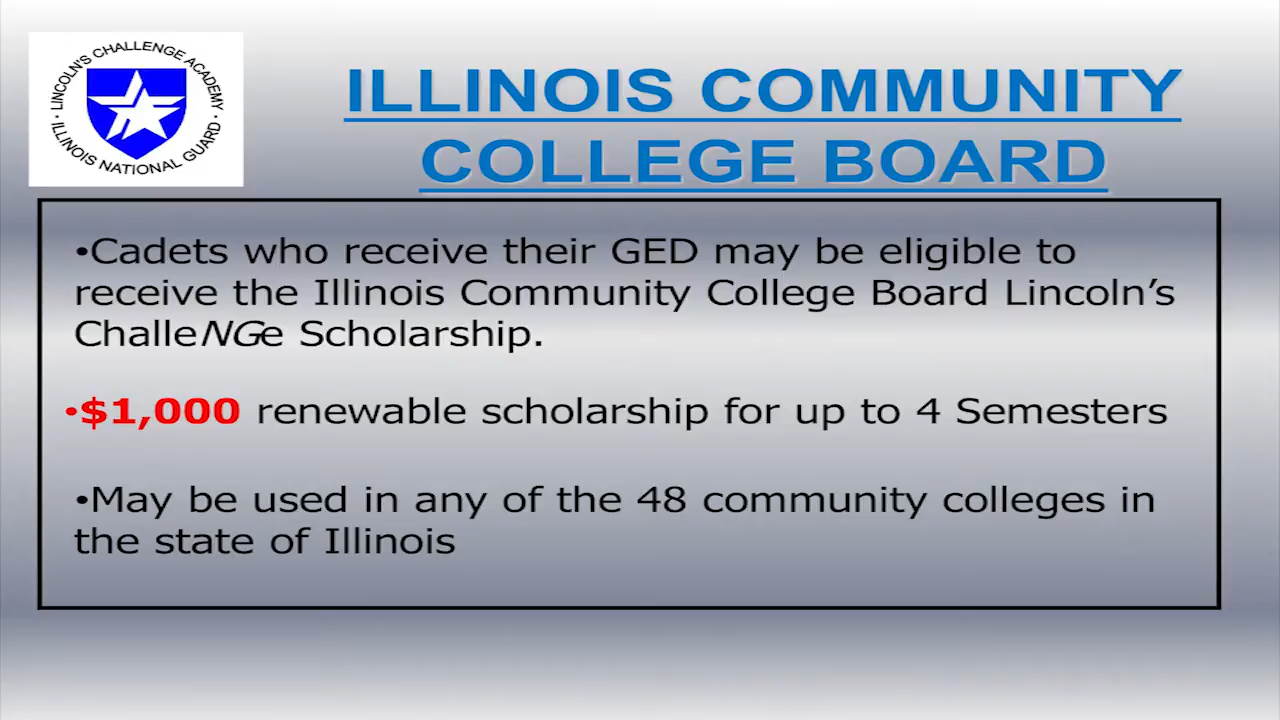 LINCOLN'S CHALLENGE ACADEMY
• ILLINOIS NATIONAL GUARD •
ILLINOIS COMMUNITY
COLLEGE BOARD
•Cadets who receive their GED may be eligible to
receive the Illinois Community College Board Lincoln’s
ChalleNGe Scholarship.
•$1,000 renewable scholarship for up to 4 Semesters
•May be used in any of the 48 community colleges in
the state of Illinois